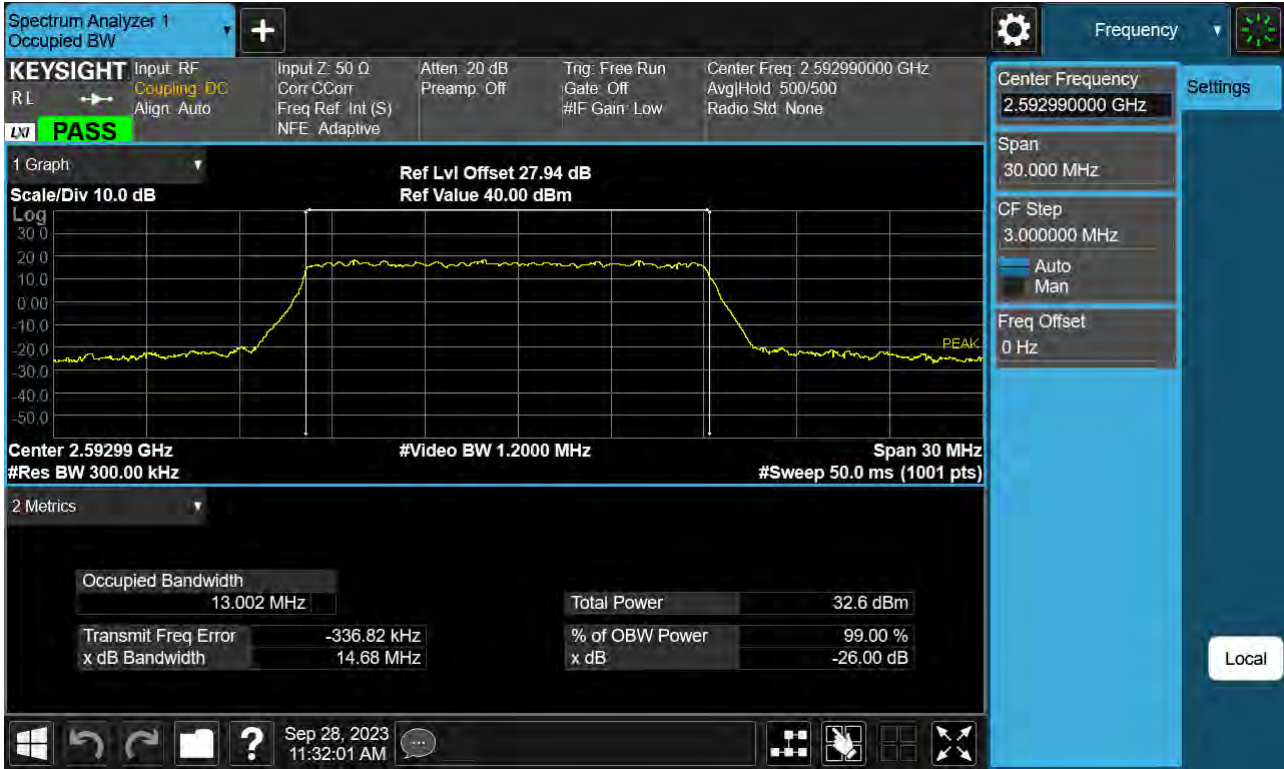 Spectrum Analyzer 1
Occupied BW
+
Frequency
KEYSIGHT
RL
LXI PASS
Input: RF
Coupling: DC
Align: Auto
Input Z: 50 Ω
Corr CCorr
Freq Ref: Int (S)
NFE: Adaptive
Atten: 20 dB
Preamp: Off
Trig: Free Run
Gate: Off
#IF Gain: Low
Center Freq: 2.592990000 GHz
Avg|Hold: 500/500
Radio Std: None
1 Graph
Scale/Div 10.0 dB
Ref Lvl Offset 27.94 dB
Ref Value 40.00 dBm
Log
30.0
20.0
10.0
0.00
-10.0
-20.0
-30.0
-40.0
-50.0
PEAK
Center 2.59299 GHz
#Video BW 1.2000 MHz
Span 30 MHz
#Res BW 300.00 kHz
#Sweep 50.0 ms (1001 pts)
2 Metrics
Occupied Bandwidth
13.002 MHz
Total Power 32.6 dBm
Transmit Freq Error -336.82 kHz
% of OBW Power 99.00 %
x dB Bandwidth 14.68 MHz
x dB -26.00 dB
Center Frequency
2.592990000 GHz
Settings
Span
30.000 MHz
CF Step
3.000000 MHz
Auto
Man
Freq Offset
0 Hz
Local
?
Sep 28, 2023
11:32:01 AM